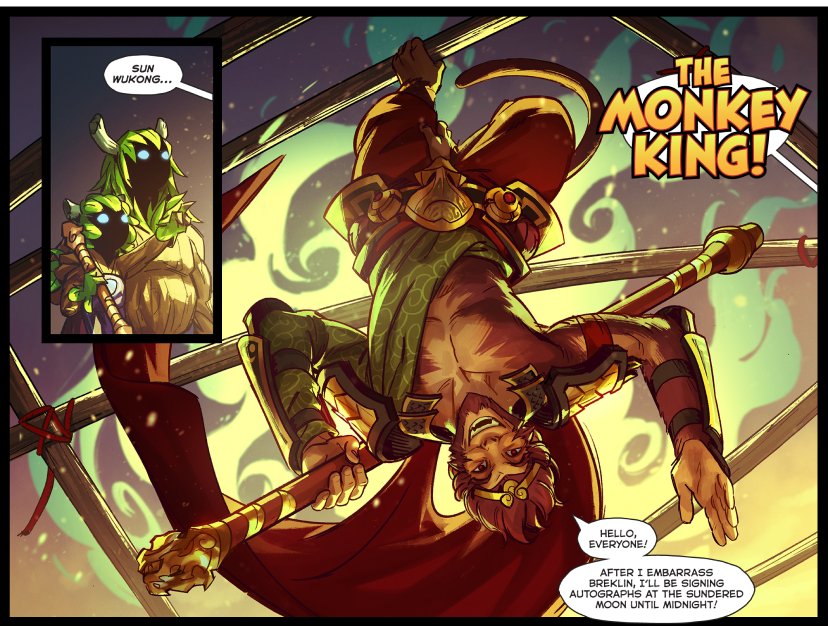 SUN
WUKONG...
THE
MONKEY
KING!
HELLO,
EVERYONE!
AFTER I EMBARRASS
BREKLIN, I'LL BE SIGNING
AUTOGRAPHS AT THE SUNDERED
MOON UNTIL MIDNIGHT!